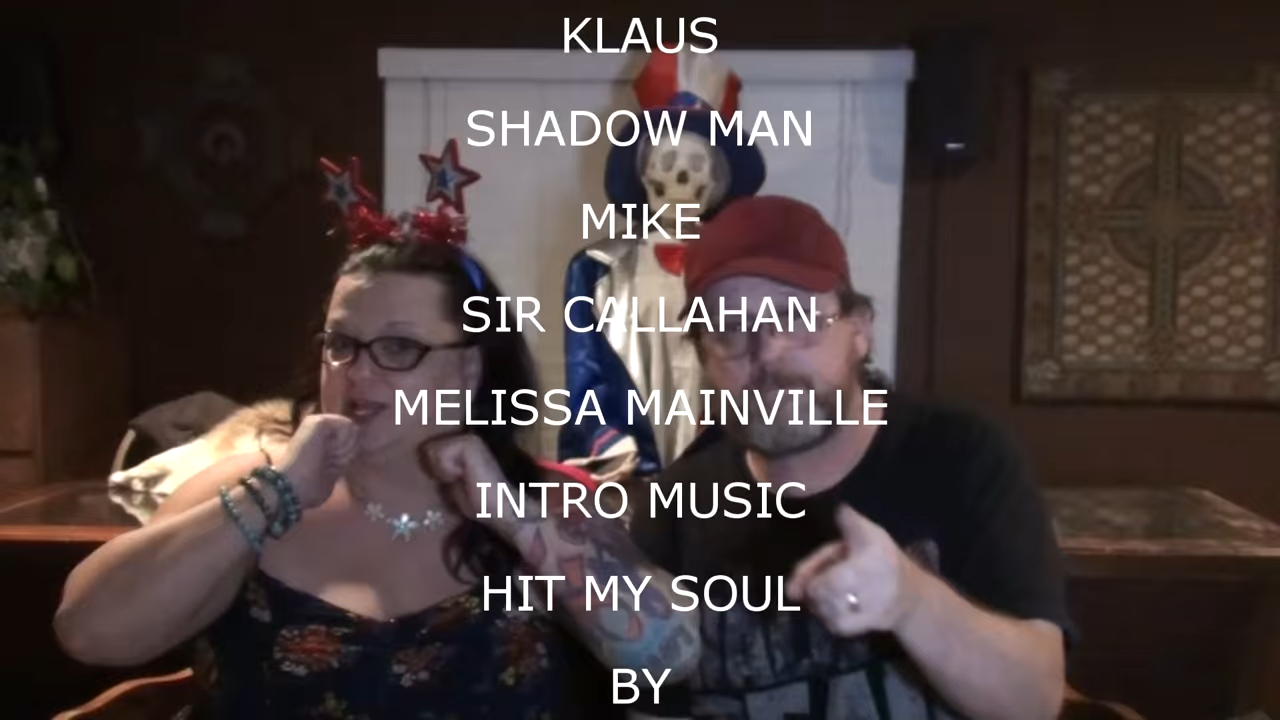 KLAUS
SHADOW MAN
MIKE
SIR CALLAHAN
MELISSA MAINVILLE
INTRO MUSIC
HIT MY SOUL
BY